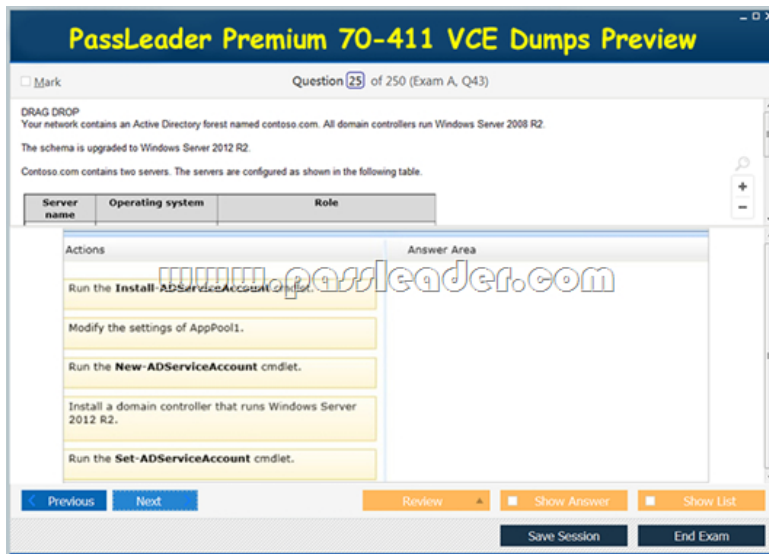 PassLeader Premium 70-411 VCE Dumps Preview
Mark
Question 25 of 250 (Exam A, Q43)
DRAG DROP
Your network contains an Active Directory forest named contoso.com. All domain controllers run Windows Server 2008 R2.
The schema is upgraded to Windows Server 2012 R2.
Contoso.com contains two servers. The servers are configured as shown in the following table.
Server name Operating system Role
Actions Answer Area
www.passleader.com
Run the Install-ADServiceAccount cmdlet.
Modify the settings of AppPool1.
Run the New-ADServiceAccount cmdlet.
Install a domain controller that runs Windows Server
2012 R2.
Run the Set-ADServiceAccount cmdlet.
Previous Next Review Show Answer Show List
Save Session End Exam